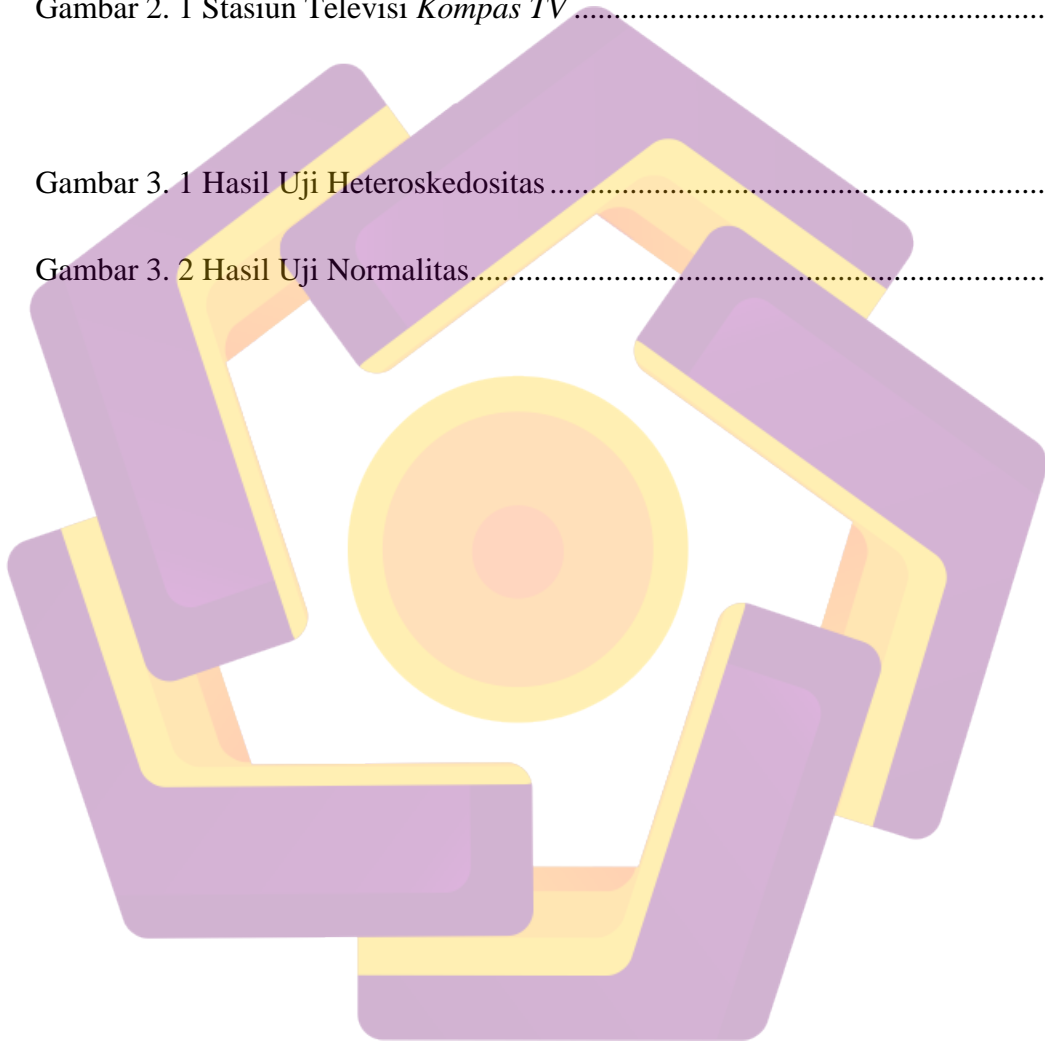 Gambar 2. 1 Stasiun Televisi Kompas TV ..........................................................
Gambar 3. 1 Hasil Uji Heteroskedositas.............................................................
Gambar 3. 2 Hasil Uji Normalitas.......................................................................